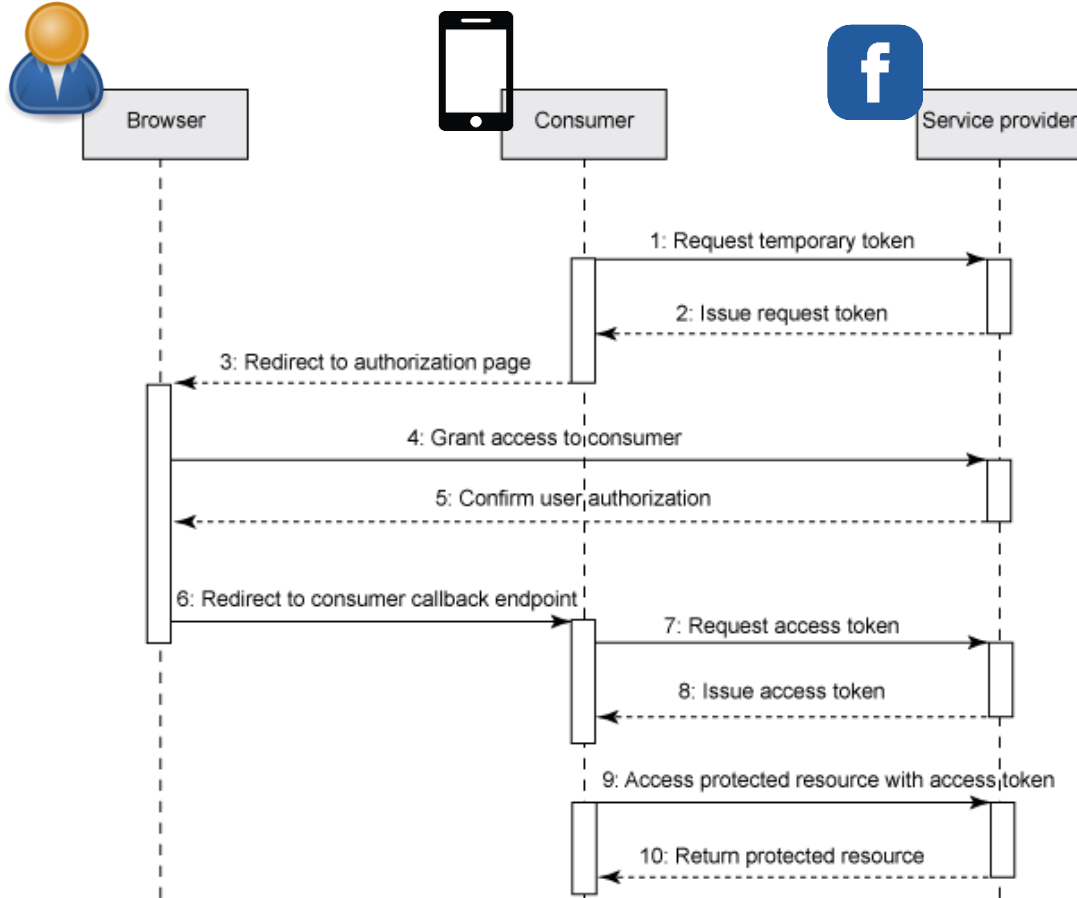 f
Browser
Consumer
Service provider
1: Request temporary token
2: Issue request token
3: Redirect to authorization page
4: Grant access to consumer
5: Confirm user authorization
6: Redirect to consumer callback endpoint
7: Request access token
8: Issue access token
9: Access protected resource with access token
10: Return protected resource